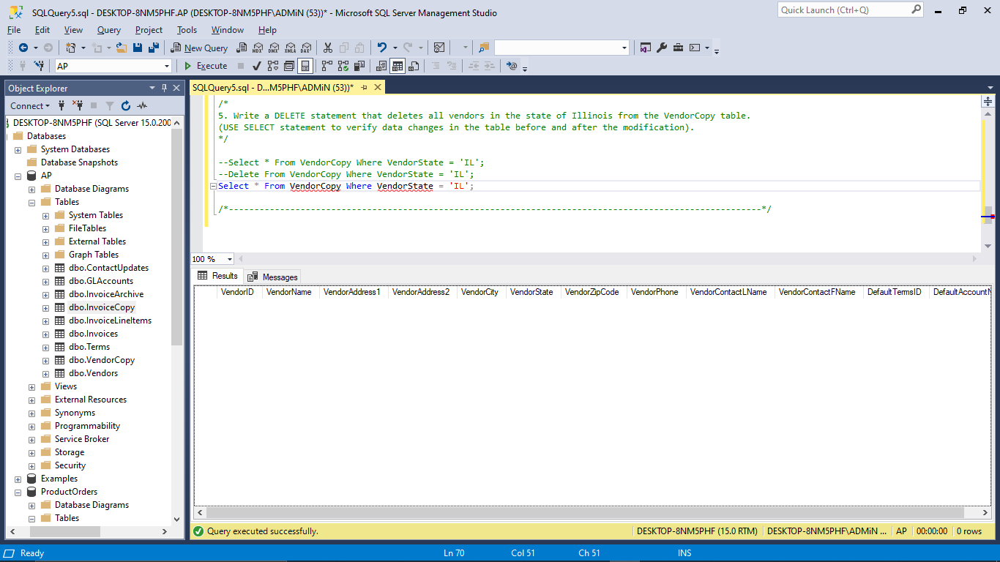 SQLQuery5.sql - DESKTOP-8NM5PHF.AP (DESKTOP-8NM5PHF\ADMiN (53))* - Microsoft SQL Server Management Studio
Quick Launch (Ctrl+Q)
File Edit View Query Project Tools Window Help
New Query MDX DMX XMLA DAX
AP Execute
Object Explorer
SQLQuery5.sql - D...M5PHF\ADMiN (53))*
Connect
DESKTOP-8NM5PHF (SQL Server 15.0.200
Databases
System Databases
Database Snapshots
AP
Database Diagrams
Tables
System Tables
FileTables
External Tables
Graph Tables
dbo.ContactUpdates
dbo.GLAccounts
dbo.InvoiceArchive
dbo.InvoiceCopy
dbo.InvoiceLineItems
dbo.Invoices
dbo.Terms
dbo.VendorCopy
dbo.Vendors
Views
External Resources
Synonyms
Programmability
Service Broker
Storage
Security
Examples
ProductOrders
Database Diagrams
Tables
/*
5. Write a DELETE statement that deletes all vendors in the state of Illinois from the VendorCopy table.
(USE SELECT statement to verify data changes in the table before and after the modification).
*/
--Select * From VendorCopy Where VendorState = 'IL';
--Delete From VendorCopy Where VendorState = 'IL';
Select * From VendorCopy Where VendorState = 'IL';
/*--------------------------------------------------------------------------------------------------------*/
100 %
Results Messages
VendorID VendorName VendorAddress1 VendorAddress2 VendorCity VendorState VendorZipCode VendorPhone VendorContactLName VendorContactFName DefaultTermsID DefaultAccountN
Query executed successfully. DESKTOP-8NM5PHF (15.0 RTM) DESKTOP-8NM5PHF\ADMiN ... AP 00:00:00 0 rows
Ready Ln 70 Col 51 Ch 51 INS